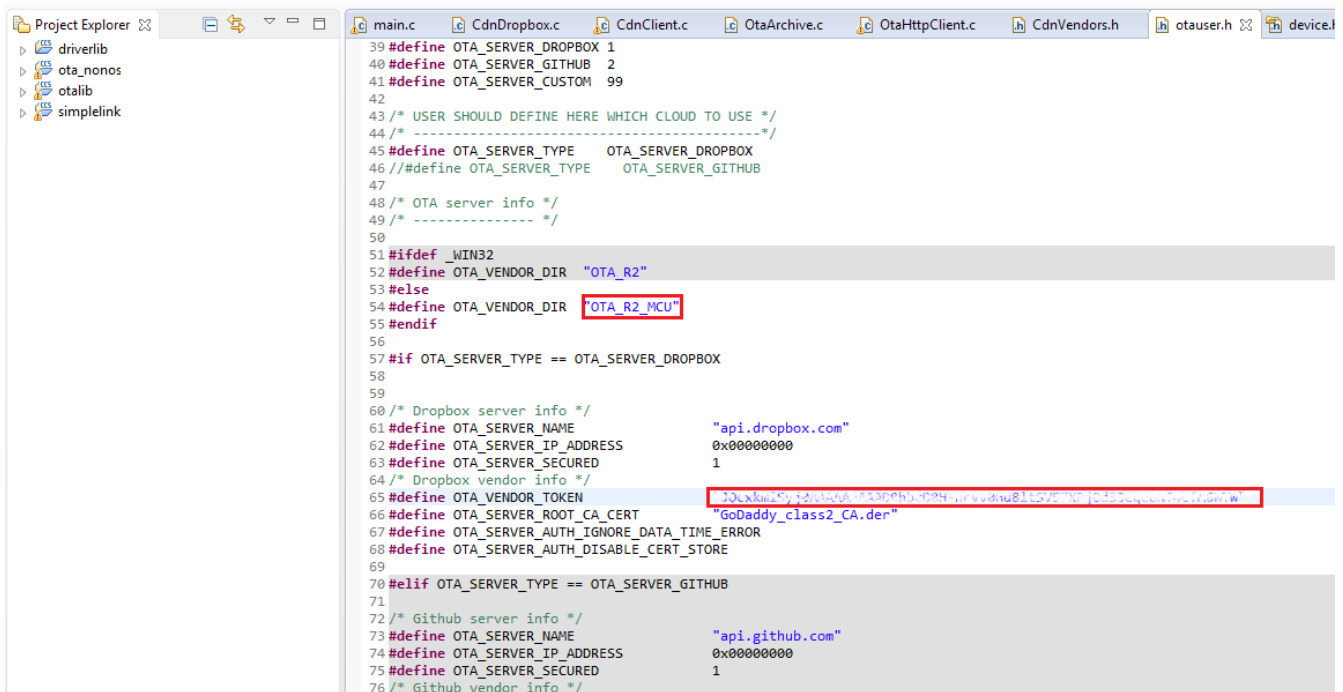 Project Explorer
driverlib
ota_nonos
otalib
simplelink
main.c CdnDropbox.c CdnClient.c OtaArchive.c OtaHttpClient.c CdnVendors.h otauser.h device.h
39 #define OTA_SERVER_DROPBOX 1
40 #define OTA_SERVER_GITHUB 2
41 #define OTA_SERVER_CUSTOM 99
42
43 /* USER SHOULD DEFINE HERE WHICH CLOUD TO USE */
44 /* -------------------------------------------*/
45 #define OTA_SERVER_TYPE OTA_SERVER_DROPBOX
46 //#define OTA_SERVER_TYPE OTA_SERVER_GITHUB
47
48 /* OTA server info */
49 /* --------------- */
50
51 #ifdef _WIN32
52 #define OTA_VENDOR_DIR "OTA_R2"
53 #else
54 #define OTA_VENDOR_DIR "OTA_R2_MCU"
55 #endif
56
57 #if OTA_SERVER_TYPE == OTA_SERVER_DROPBOX
58
59
60 /* Dropbox server info */
61 #define OTA_SERVER_NAME "api.dropbox.com"
62 #define OTA_SERVER_IP_ADDRESS 0x00000000
63 #define OTA_SERVER_SECURED 1
64 /* Dropbox vendor info */
65 #define OTA_VENDOR_TOKEN
66 #define OTA_SERVER_ROOT_CA_CERT "GoDaddy_class2_CA.der"
67 #define OTA_SERVER_AUTH_IGNORE_DATA_TIME_ERROR
68 #define OTA_SERVER_AUTH_DISABLE_CERT_STORE
69
70 #elif OTA_SERVER_TYPE == OTA_SERVER_GITHUB
71
72 /* Github server info */
73 #define OTA_SERVER_NAME "api.github.com"
74 #define OTA_SERVER_IP_ADDRESS 0x00000000
75 #define OTA_SERVER_SECURED 1
76 /* Github vendor info */